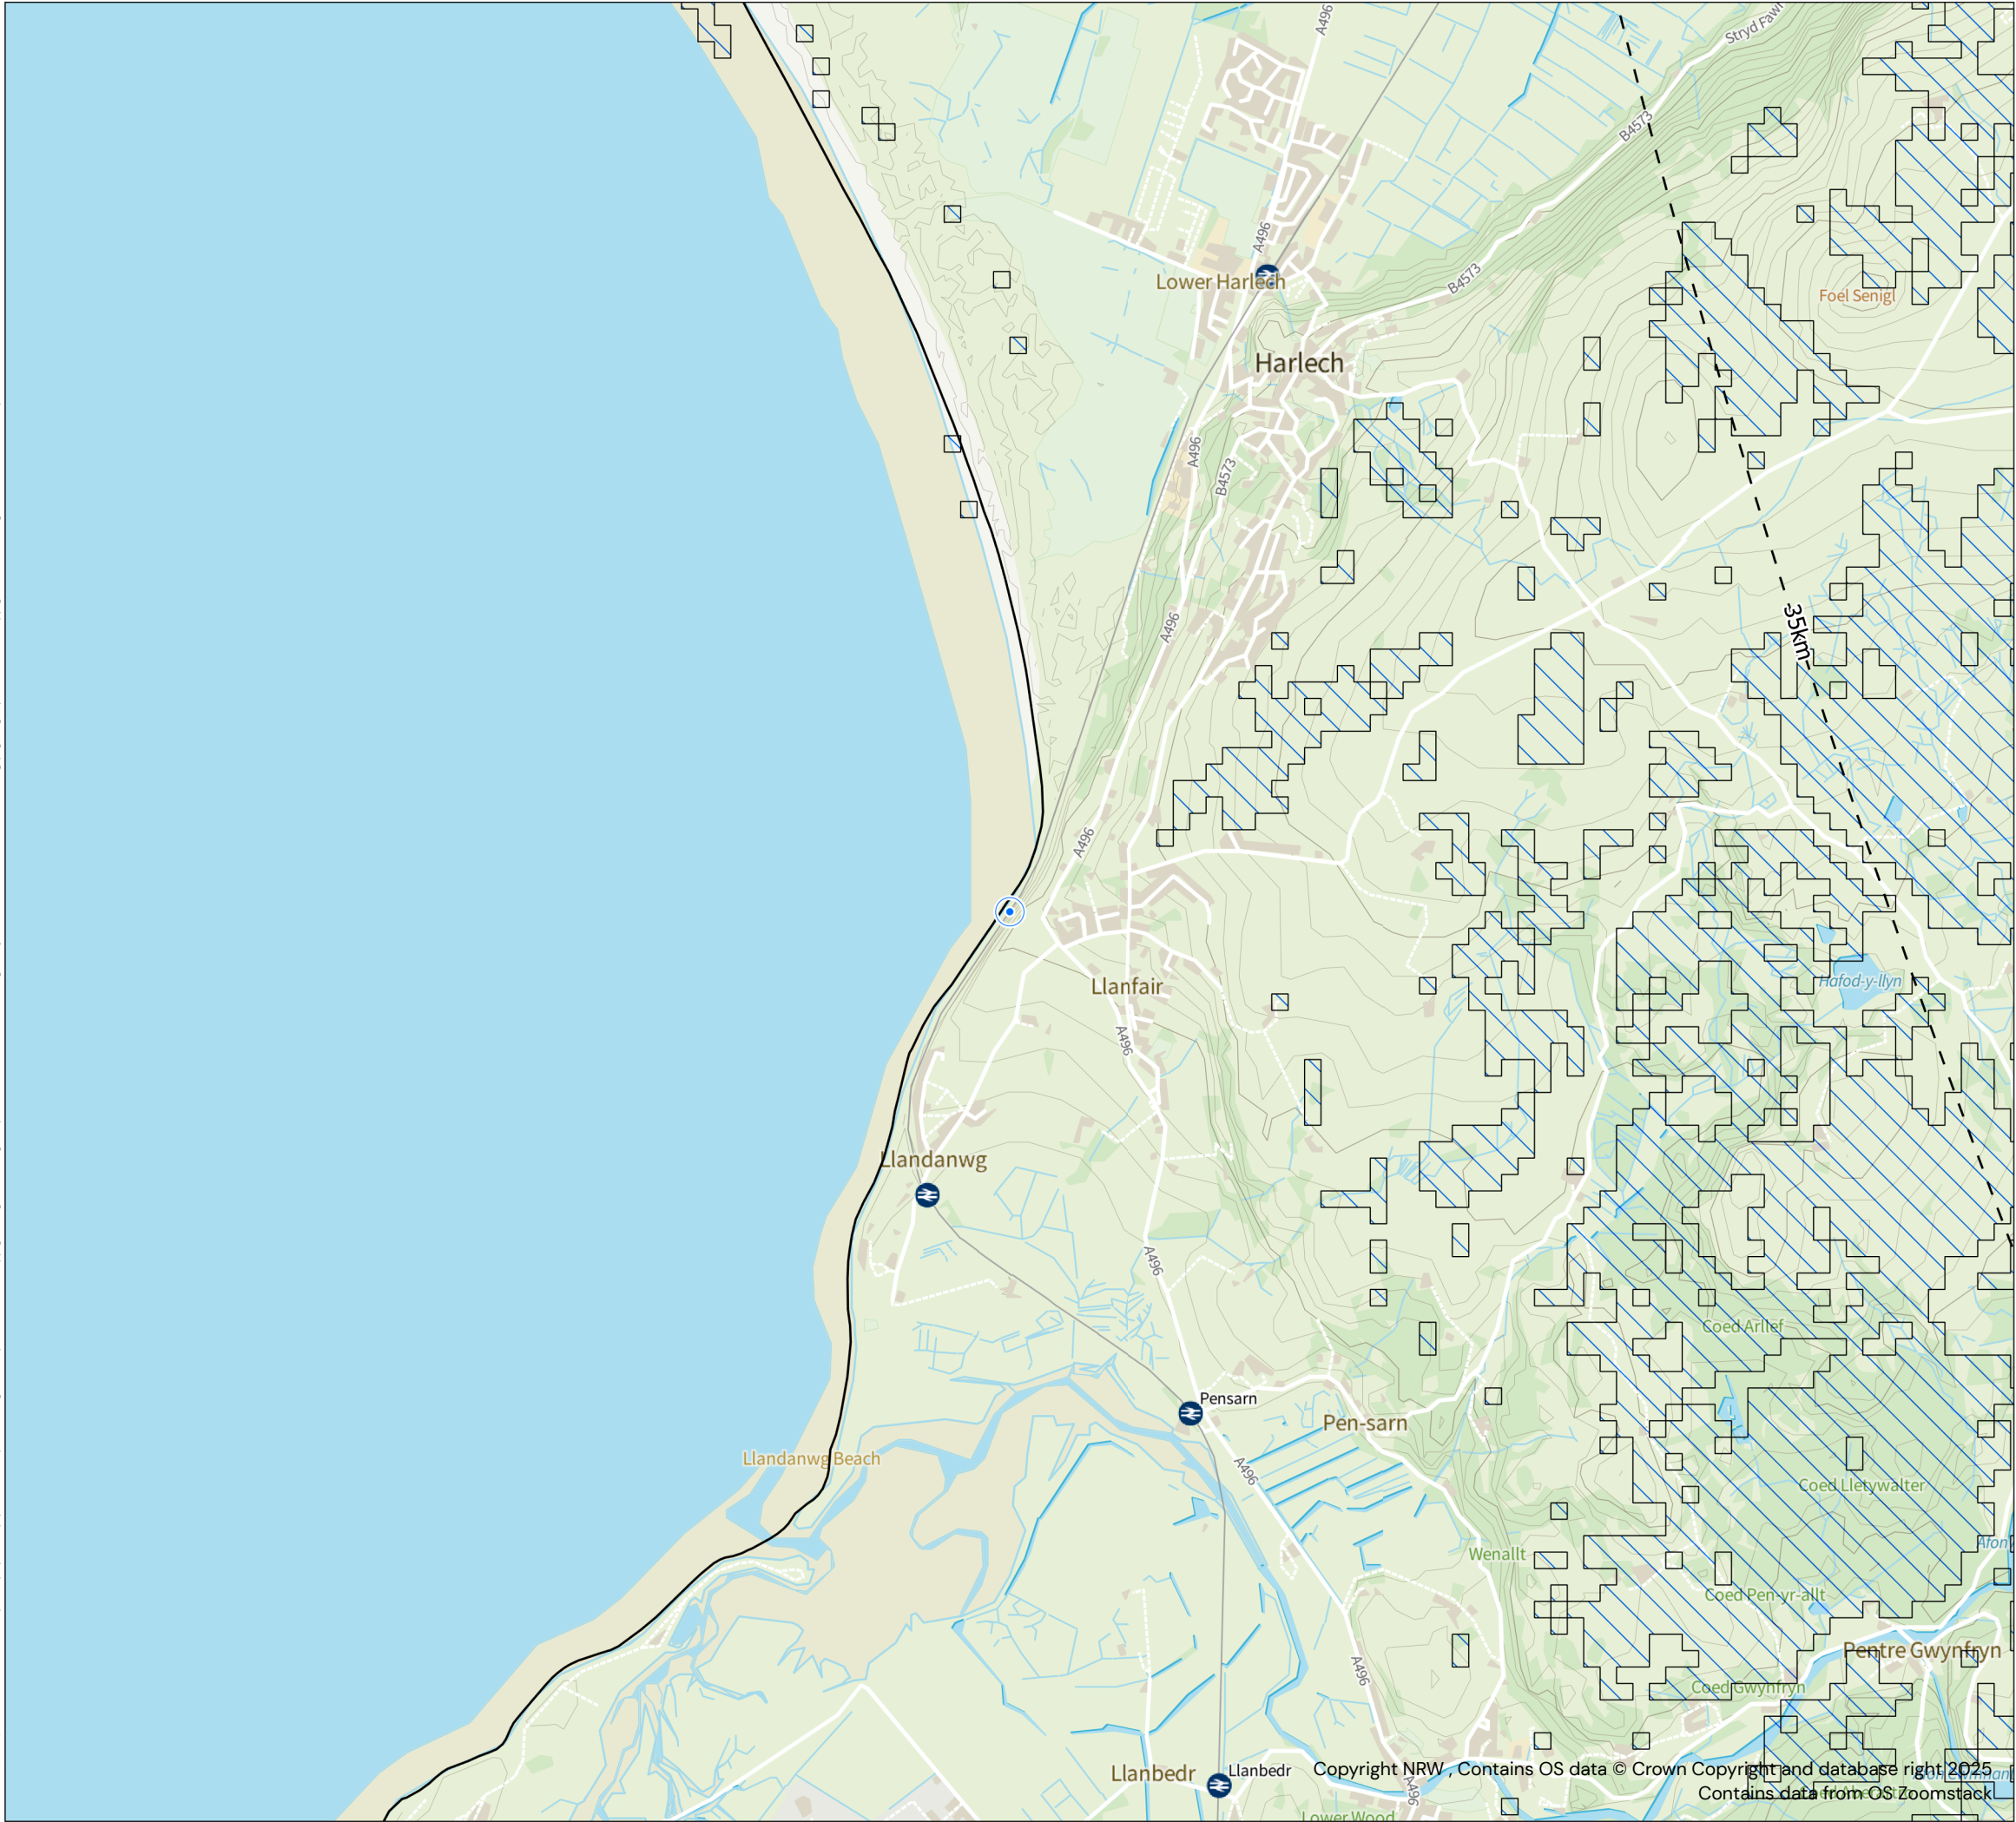 A496
Stryd Fawr
B4573
A496
Lower Harlech
B4573
Foel Senigl
Harlech
A496
B4573
35km
A496
A496
Llanfair
Hafod-y-llyn
A496
Llandanwg
A496
Coed Arllef
Pensarn
Pen-sarn
Llandanwg Beach
A496
Coed Lletywalter
Afon
Wenallt
Coed Pen-yr-allt
Pentre Gwynfryn
A496
Coed Gwynfryn
Llanbedr
Llanbedr
Copyright NRW , Contains OS data © Crown Copyright and database right 2025
Contains data from OS Zoomstack
A496
Lower Wood